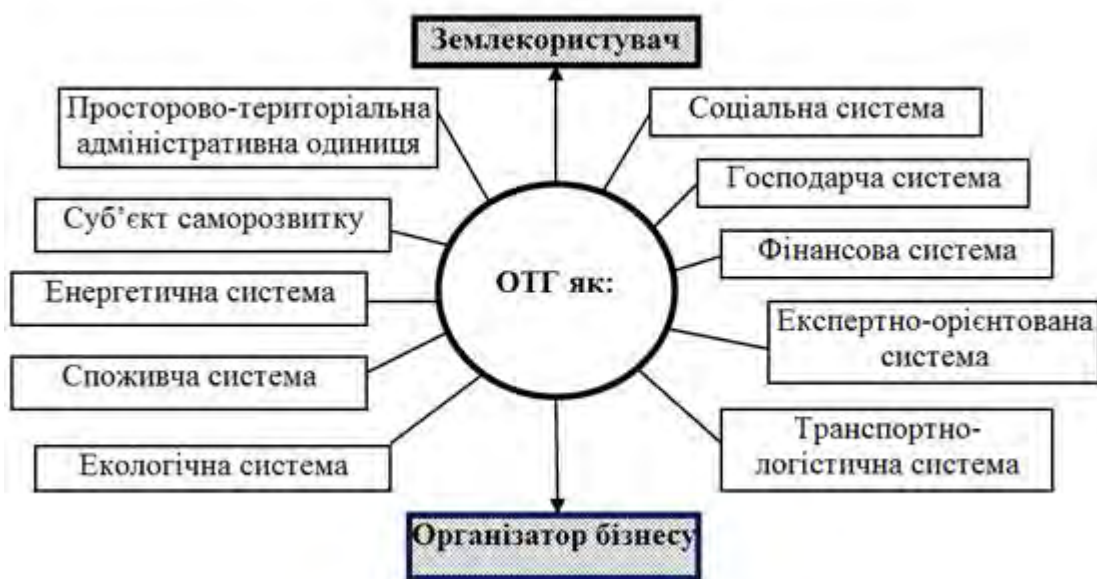 Землекористувач
Просторово-територіальна
адміністративна одиниця
Соціальна система
Господарча система
Суб’єкт саморозвитку
Фінансова система
Енергетична система
ОТГ як:
Експертно-орієнтована
система
Споживча система
Транспортно-
логістична система
Екологічна система
Організатор бізнесу